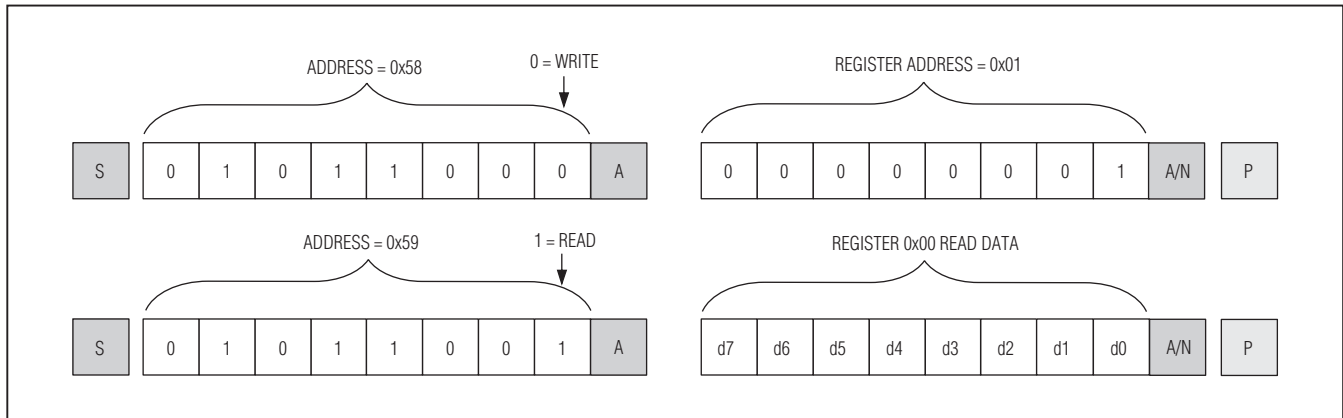 ADDRESS = 0x58 0 = WRITE REGISTER ADDRESS = 0x01
S 0 1 0 1 1 0 0 0 A 0 0 0 0 0 0 0 1 A/N P
ADDRESS = 0x59 1 = READ REGISTER 0x00 READ DATA
S 0 1 0 1 1 0 0 1 A d7 d6 d5 d4 d3 d2 d1 d0 A/N P